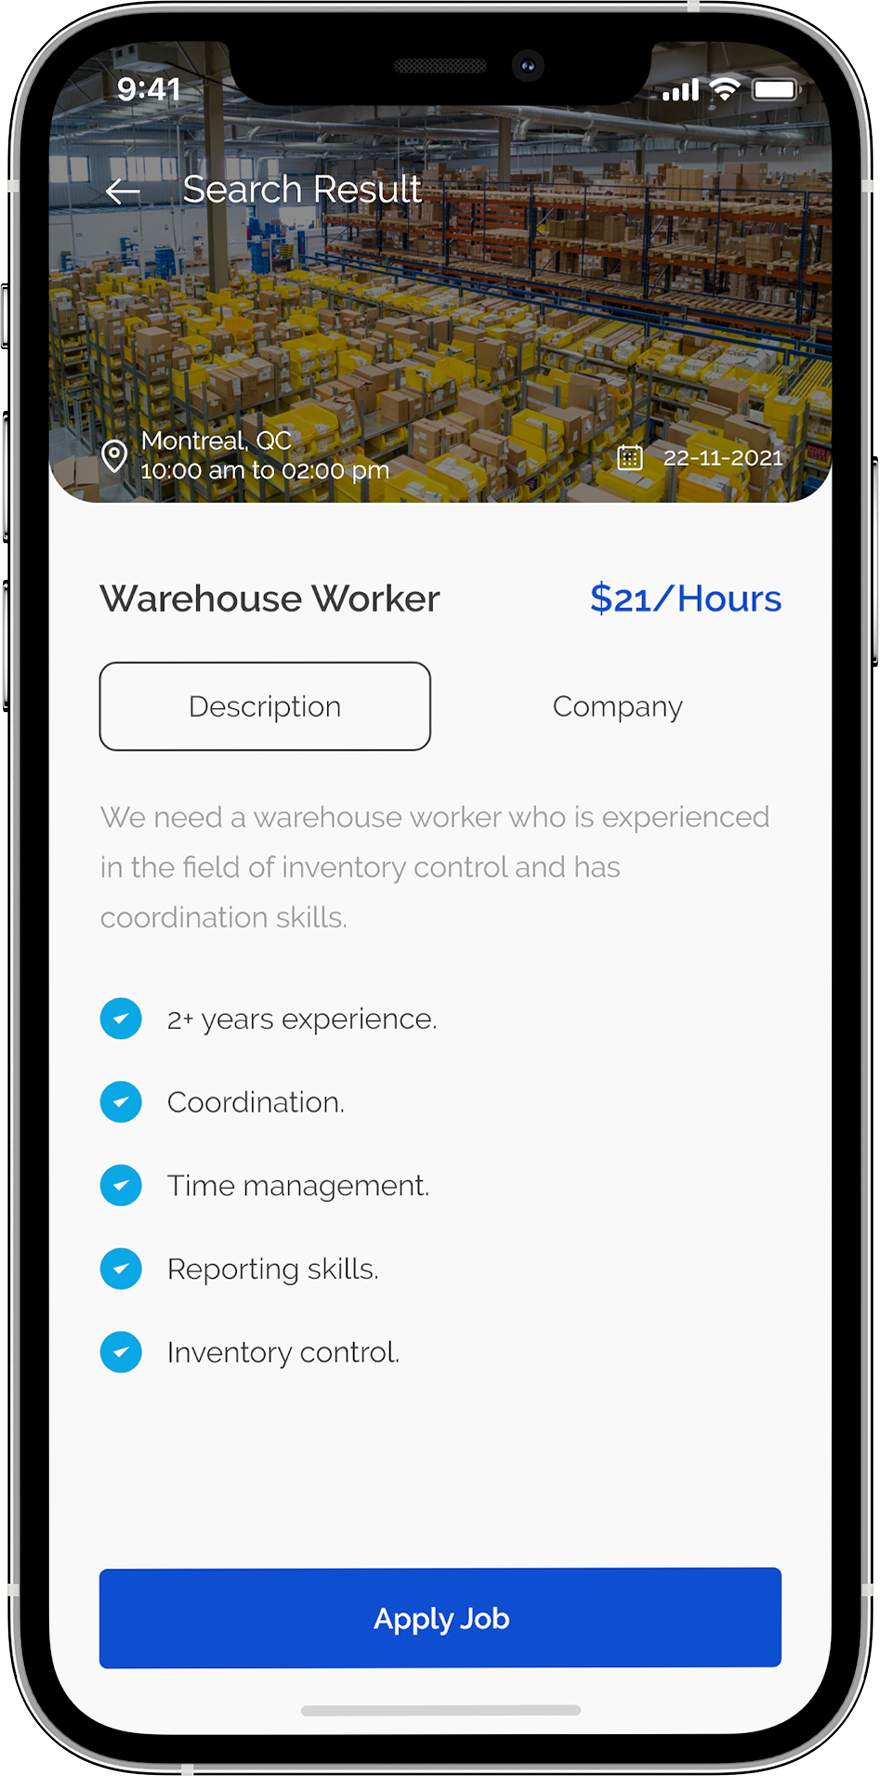 9:41
Search Result
Montreal, QC
10:00 am to 02:00 pm
22-11-2021
Warehouse Worker
$21/Hours
Description
Company
We need a warehouse worker who is experienced
in the field of inventory control and has
coordination skills.
2+ years experience.
Coordination.
Time management.
Reporting skills.
Inventory control.
Apply Job